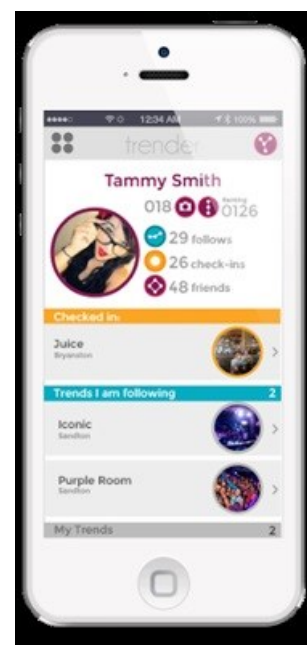 12:34 AM 100%
trender
Tammy Smith
018 Ranking 0126
29 follows
26 check-ins
48 friends
Checked in:
Juice
Bryanston
Trends I am following 2
Iconic
Sandton
Purple Room
Sandton
My Trends 2